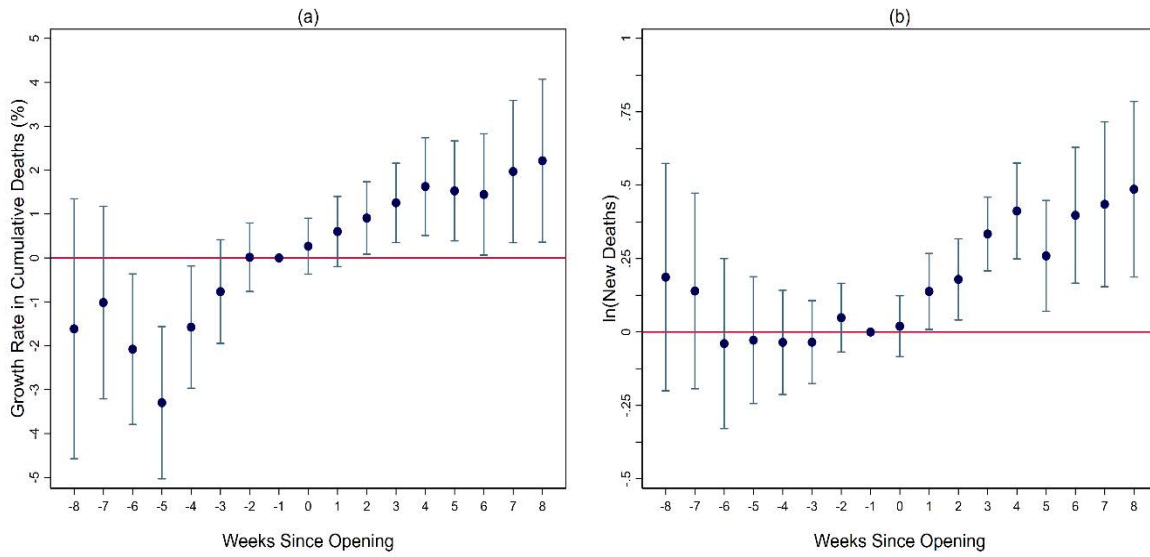 (a)
Growth Rate in Cumulative Deaths (%)
5
4
3
2
1
0
-1
-2
-3
-4
-5
-8 -7 -6 -5 -4 -3 -2 -1 0 1 2 3 4 5 6 7 8
Weeks Since Opening
(b)
ln(New Deaths)
1
.75
.5
.25
0
-.25
-.5
-8 -7 -6 -5 -4 -3 -2 -1 0 1 2 3 4 5 6 7 8
Weeks Since Opening